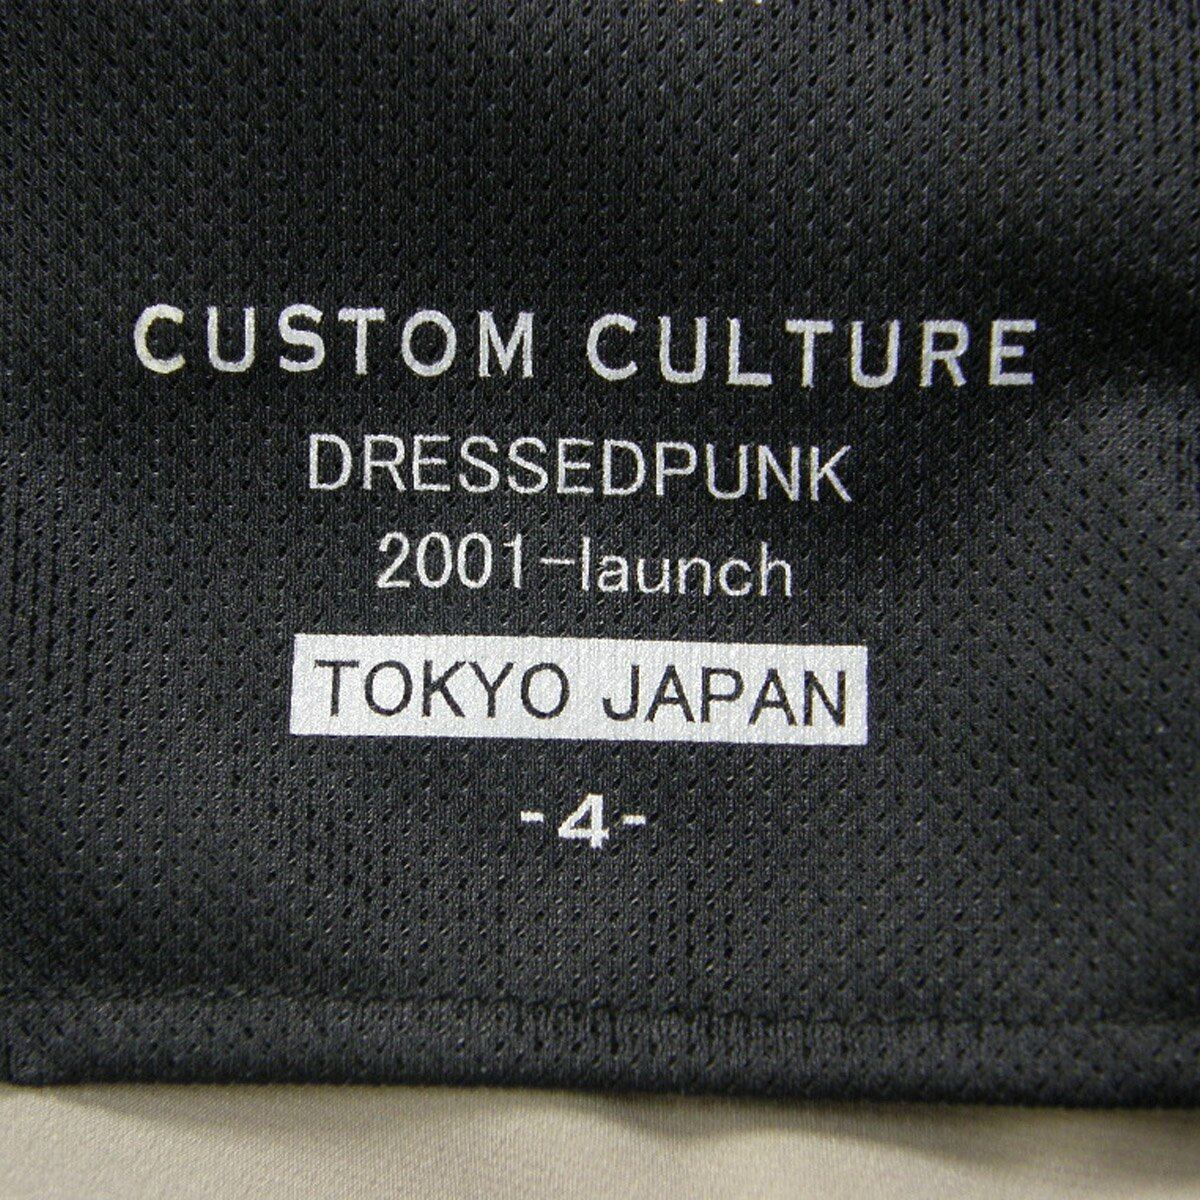 CUSTOM CULTURE
DRESSEDPUNK
2001-launch
TOKYO JAPAN
-4-